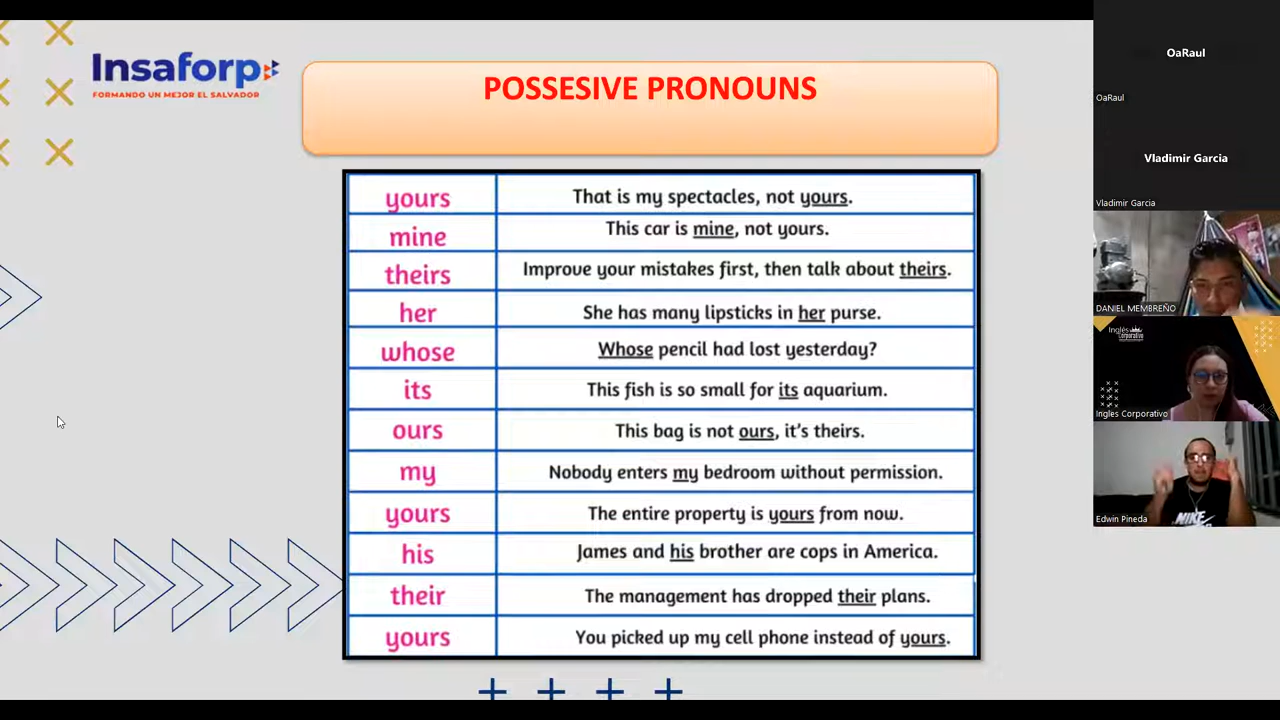 Insaforp
FORMANDO UN MEJOR EL SALVADOR
POSSESIVE PRONOUNS
yours That is my spectacles, not yours.
mine This car is mine, not yours.
theirs Improve your mistakes first, then talk about theirs.
her She has many lipsticks in her purse.
whose Whose pencil had lost yesterday?
its This fish is so small for its aquarium.
ours This bag is not ours, it's theirs.
my Nobody enters my bedroom without permission.
yours The entire property is yours from now.
his James and his brother are cops in America.
their The management has dropped their plans.
yours You picked up my cell phone instead of yours.
OaRaul
OaRaul
Vladimir Garcia
Vladimir Garcia
DANIEL MEMBREÑO
Inglés
Corporativo
Ingles Corporativo
NIKE
Edwin Pineda